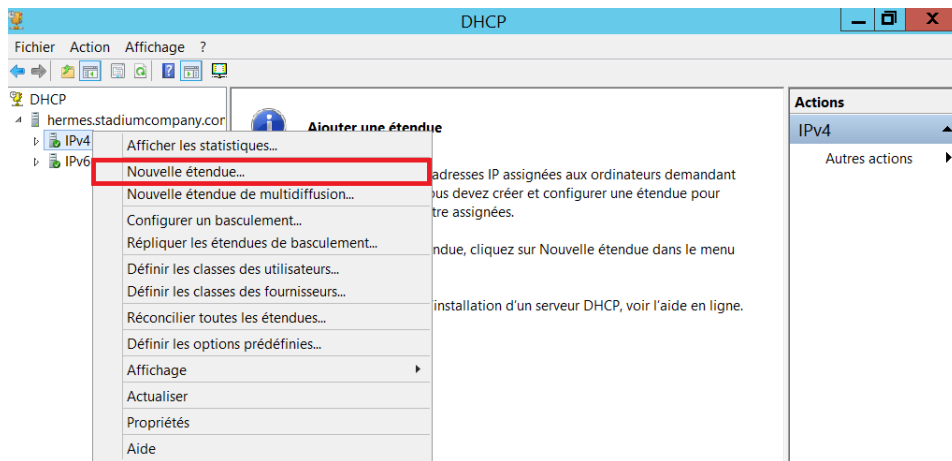 DHCP
Fichier Action Affichage ?
DHCP
hermes.stadiumcompany.cor
IPv4
IPv6
Afficher les statistiques...
Nouvelle étendue...
Nouvelle étendue de multidiffusion...
Configurer un basculement...
Répliquer les étendues de basculement...
Définir les classes des utilisateurs...
Définir les classes des fournisseurs...
Réconcilier toutes les étendues...
Définir les options prédéfinies...
Affichage
Actualiser
Propriétés
Aide
Ajouter une étendue
adresses IP assignées aux ordinateurs demandant
us devez créer et configurer une étendue pour
tre assignées.
ndue, cliquez sur Nouvelle étendue dans le menu
installation d'un serveur DHCP, voir l'aide en ligne.
Actions
IPv4
Autres actions